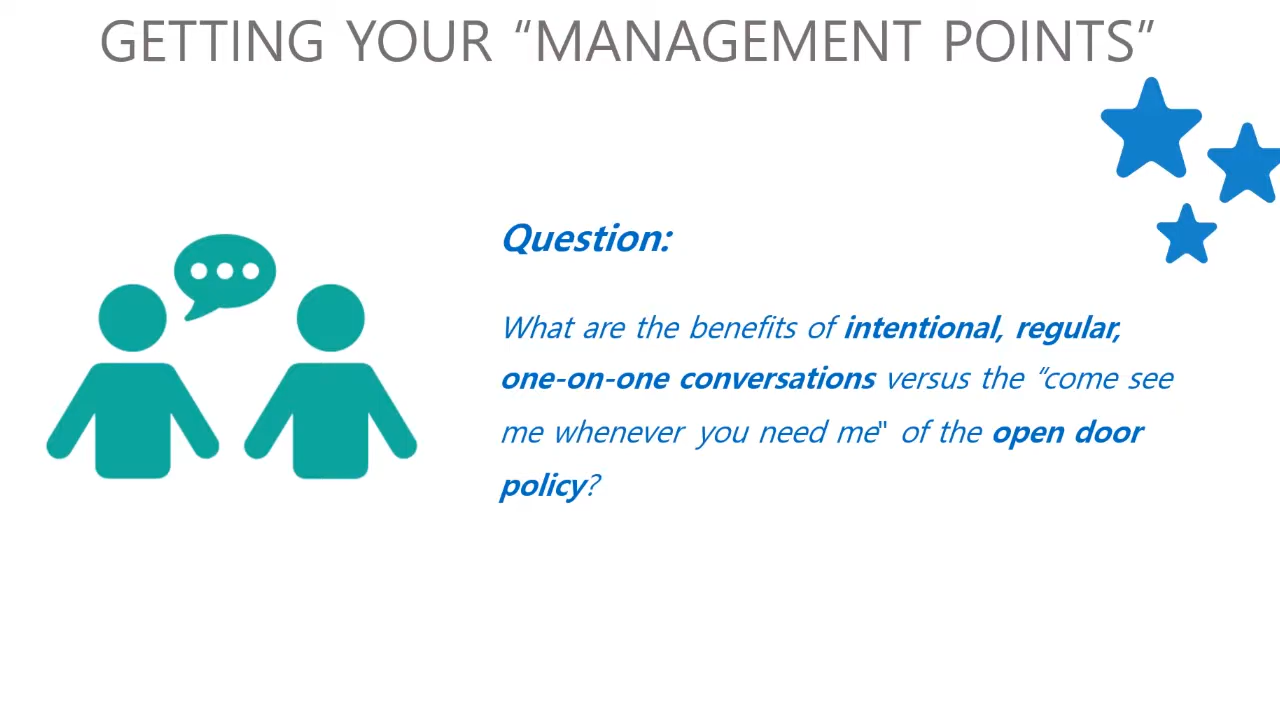 GETTING YOUR “MANAGEMENT POINTS”
Question:
What are the benefits of intentional, regular,
one-on-one conversations versus the “come see
me whenever you need me" of the open door
policy?